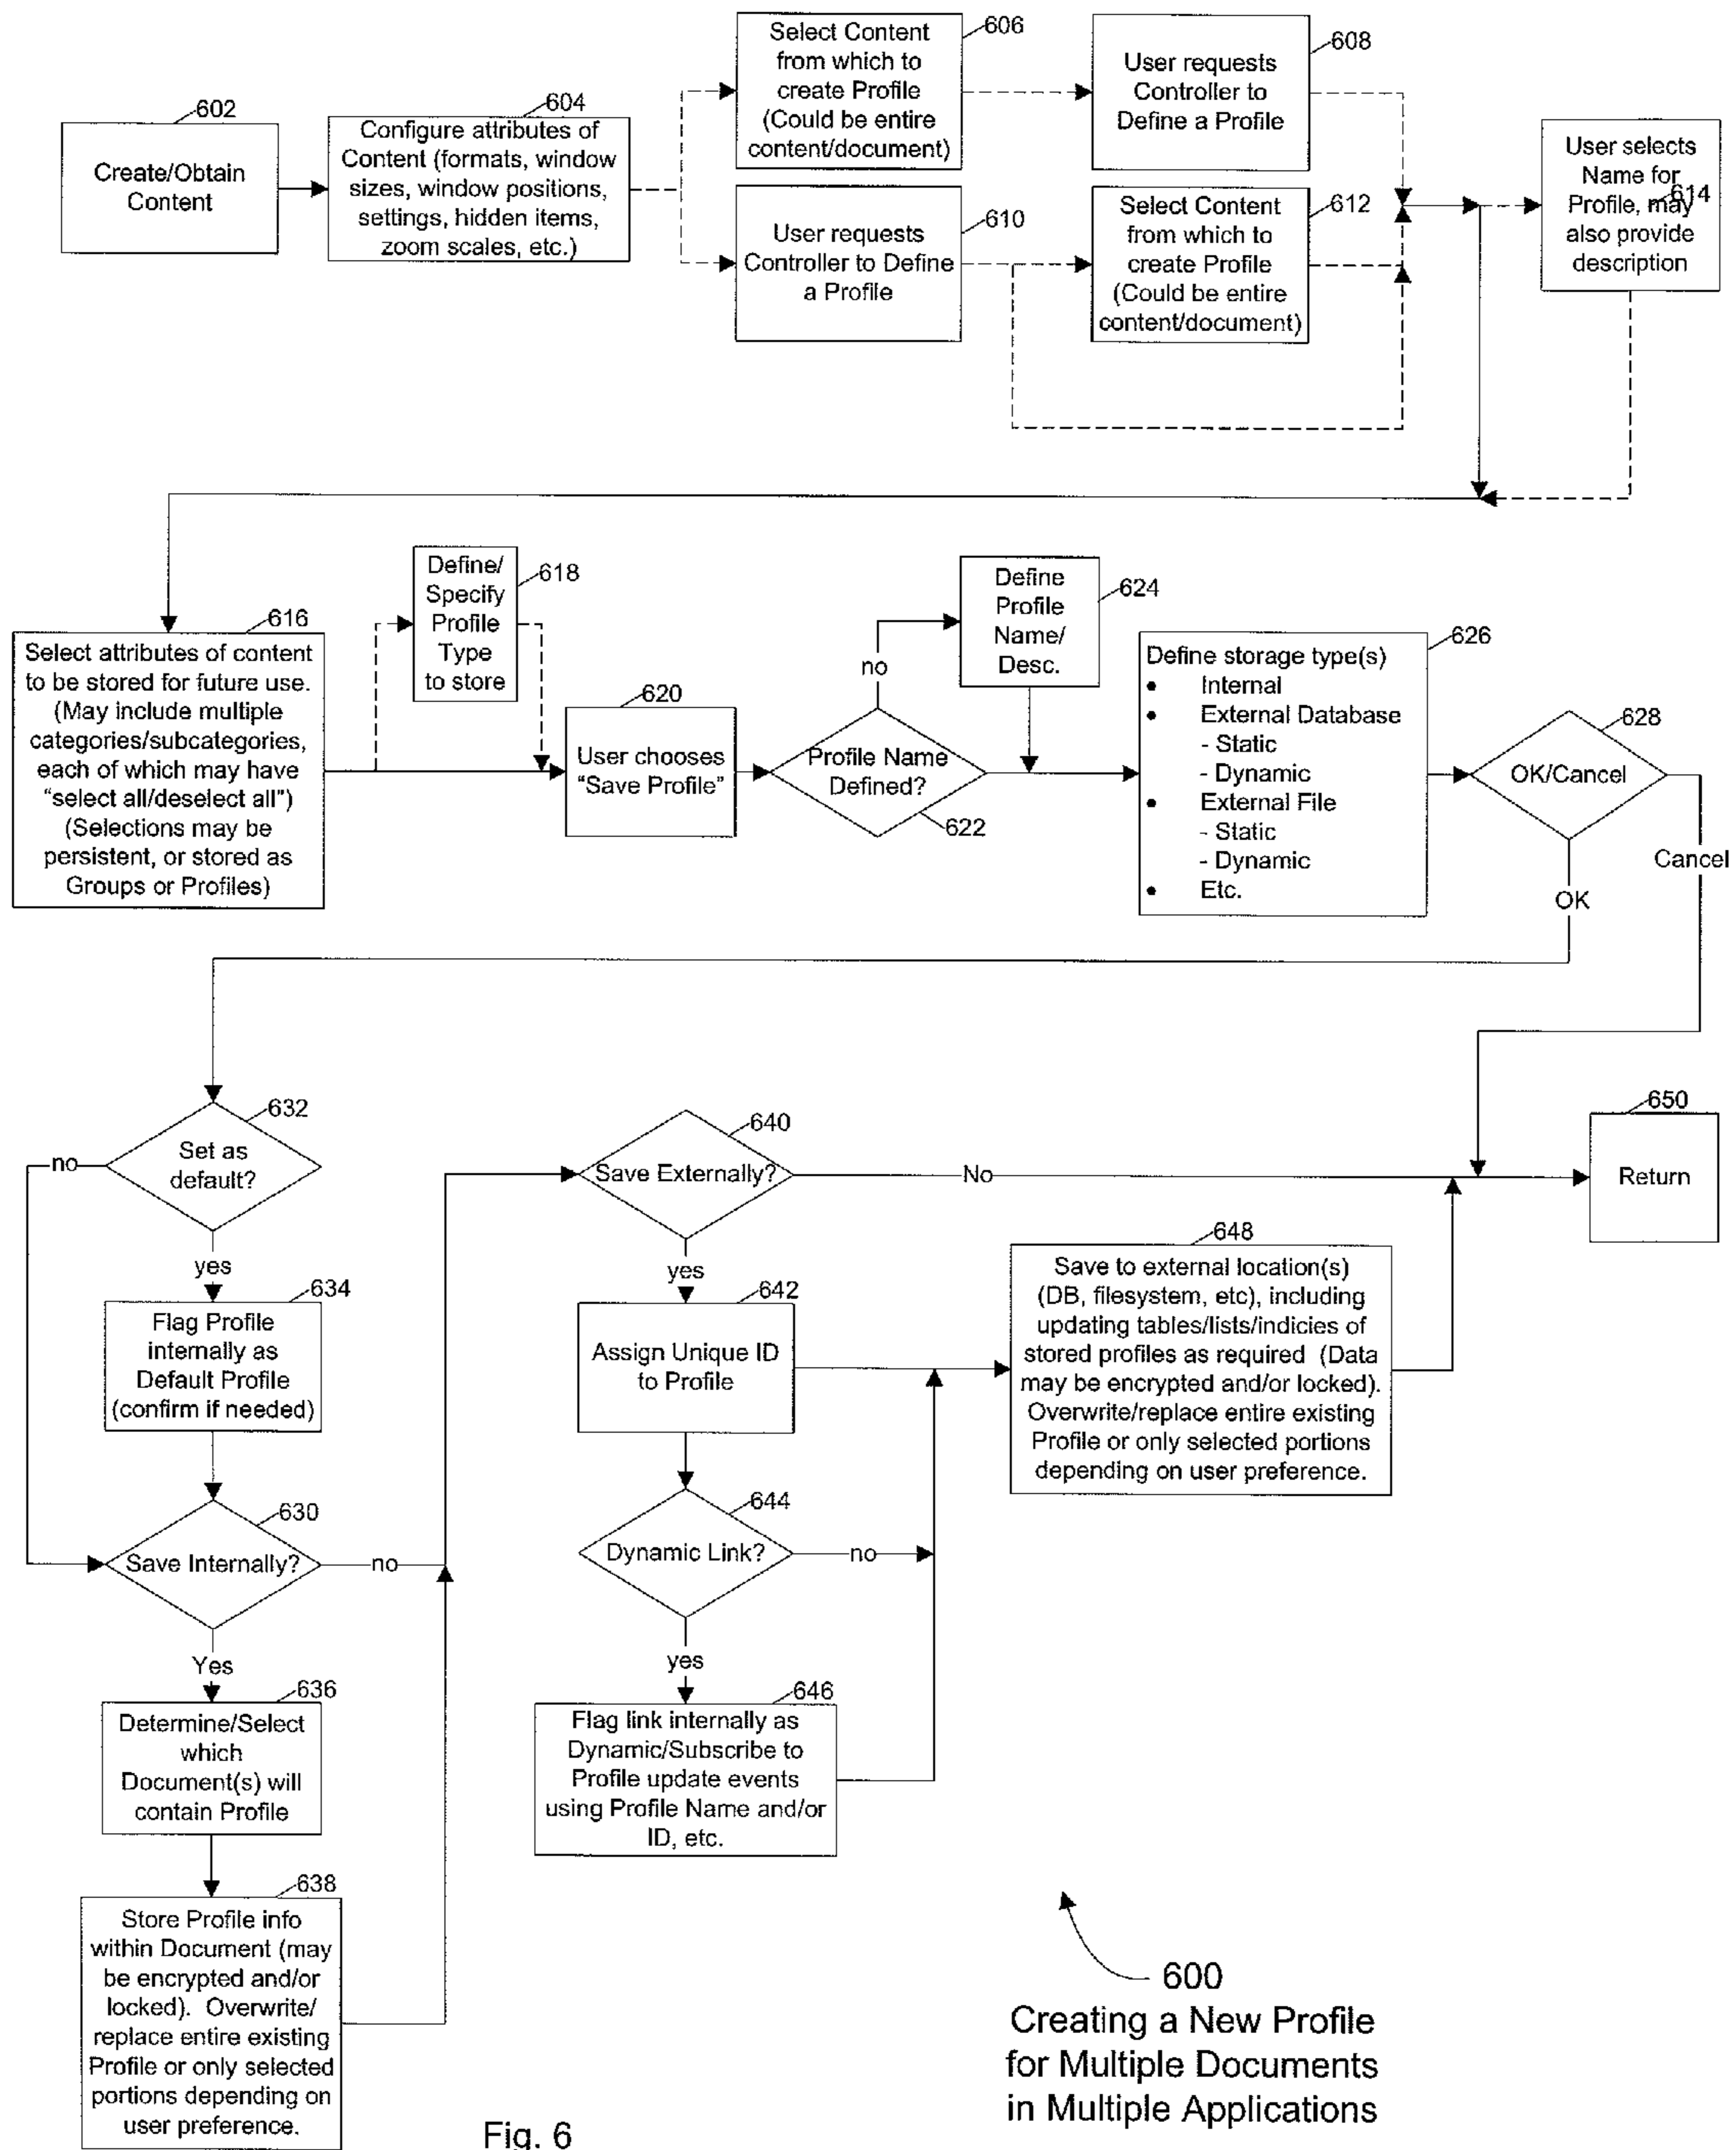 602
Create/Obtain
Content
604
Configure attributes of
Content (formats, window
sizes, window positions,
settings, hidden items,
zoom scales, etc.)
606
Select Content
from which to
create Profile
(Could be entire
content/document)
608
User requests
Controller to
Define a Profile
610
User requests
Controller to Define
a Profile
612
Select Content
from which to
create Profile
(Could be entire
content/document)
User selects
Name for
Profile, may
614
also provide
description
616
Select attributes of content
to be stored for future use.
(May include multiple
categories/subcategories,
each of which may have
“select all/deselect all”)
(Selections may be
persistent, or stored as
Groups or Profiles)
618
Define/
Specify
Profile
Type
to store
620
User chooses
“Save Profile”
Profile Name
Defined?
622
no
624
Define
Profile
Name/
Desc.
626
Define storage type(s)
• Internal
• External Database
- Static
- Dynamic
• External File
- Static
- Dynamic
• Etc.
628
OK/Cancel
Cancel
OK
632
Set as
default?
no
yes
634
Flag Profile
internally as
Default Profile
(confirm if needed)
630
Save Internally?
no
Yes
636
Determine/Select
which
Document(s) will
contain Profile
638
Store Profile info
within Document (may
be encrypted and/or
locked). Overwrite/
replace entire existing
Profile or only selected
portions depending on
user preference.
640
Save Externally?
No
yes
642
Assign Unique ID
to Profile
644
Dynamic Link?
no
yes
646
Flag link internally as
Dynamic/Subscribe to
Profile update events
using Profile Name and/or
ID, etc.
648
Save to external location(s)
(DB, filesystem, etc), including
updating tables/lists/indicies of
stored profiles as required (Data
may be encrypted and/or locked).
Overwrite/replace entire existing
Profile or only selected portions
depending on user preference.
650
Return
600
Creating a New Profile
for Multiple Documents
in Multiple Applications
Fig. 6